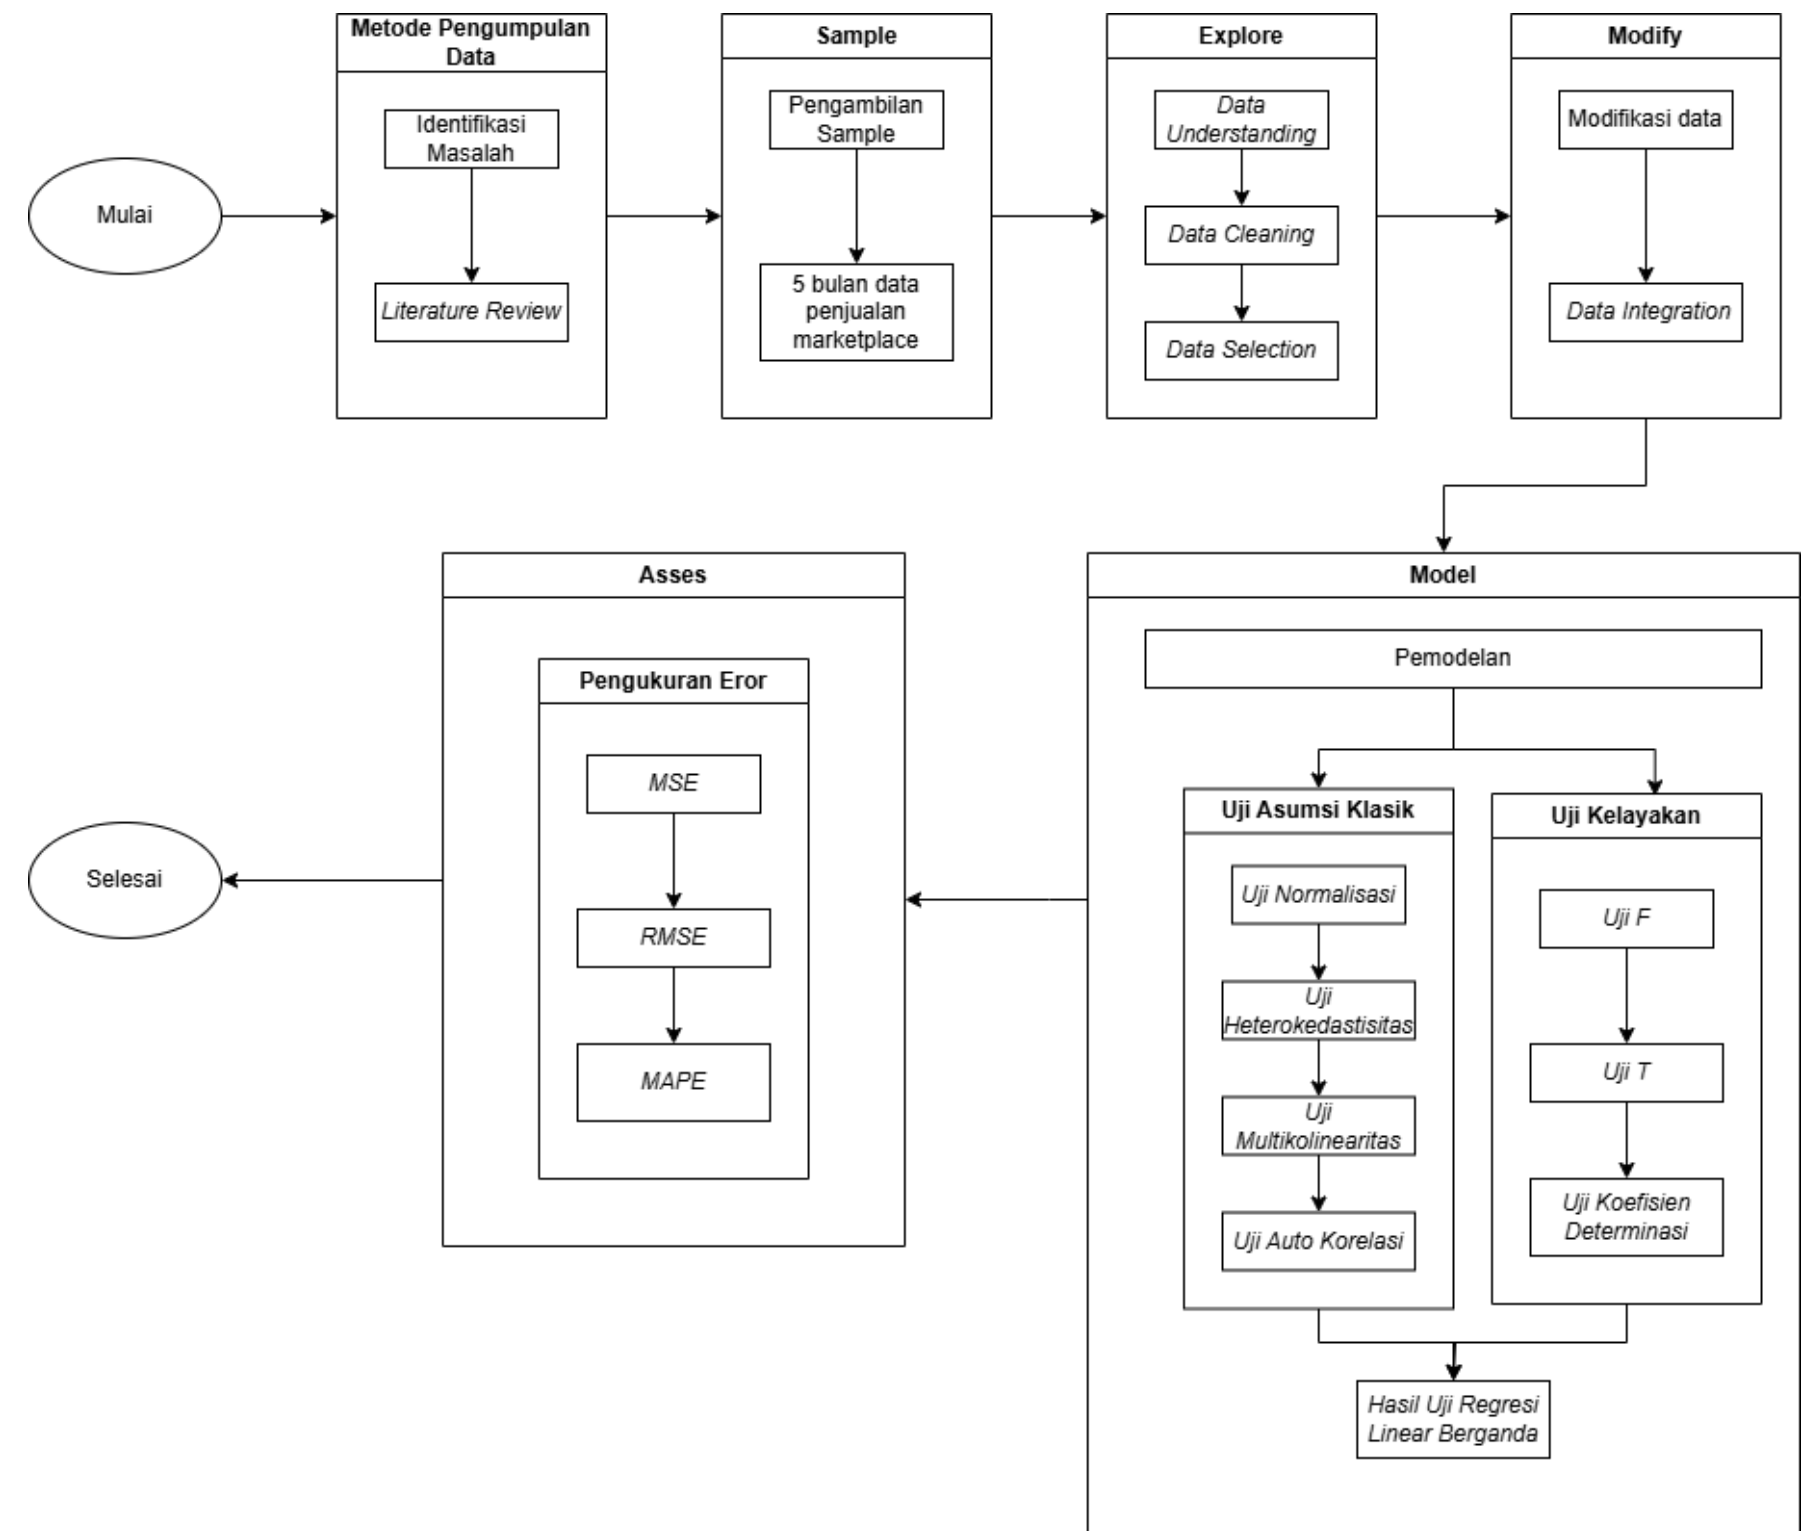 Mulai
Metode Pengumpulan
Data
Identifikasi
Masalah
Literature Review
Sample
Pengambilan
Sample
5 bulan data
penjualan
marketplace
Explore
Data
Understanding
Data Cleaning
Data Selection
Modify
Modifikasi data
Data Integration
Model
Pemodelan
Uji Asumsi Klasik
Uji Normalisasi
Uji
Heterokedastisitas
Uji
Multikolinearitas
Uji Auto Korelasi
Uji Kelayakan
Uji F
Uji T
Uji Koefisien
Determinasi
Hasil Uji Regresi
Linear Berganda
Asses
Pengukuran Eror
MSE
RMSE
MAPE
Selesai